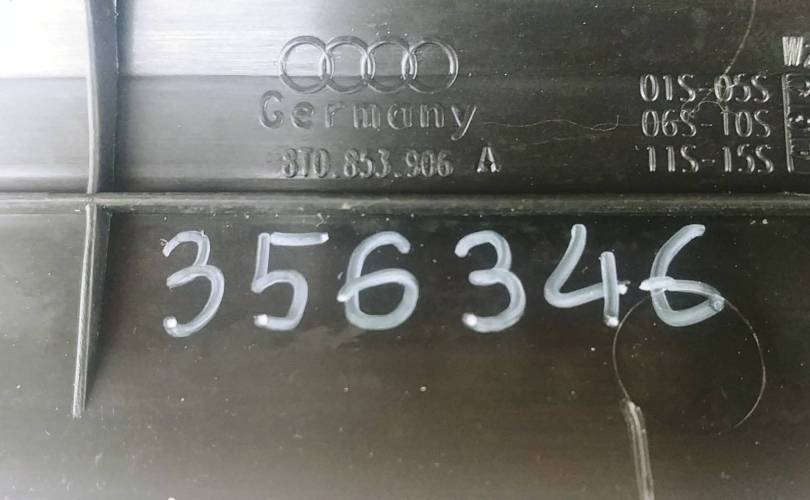 Germany
8T0.853.906 A
01S-05S
06S-10S
11S-15S
356346